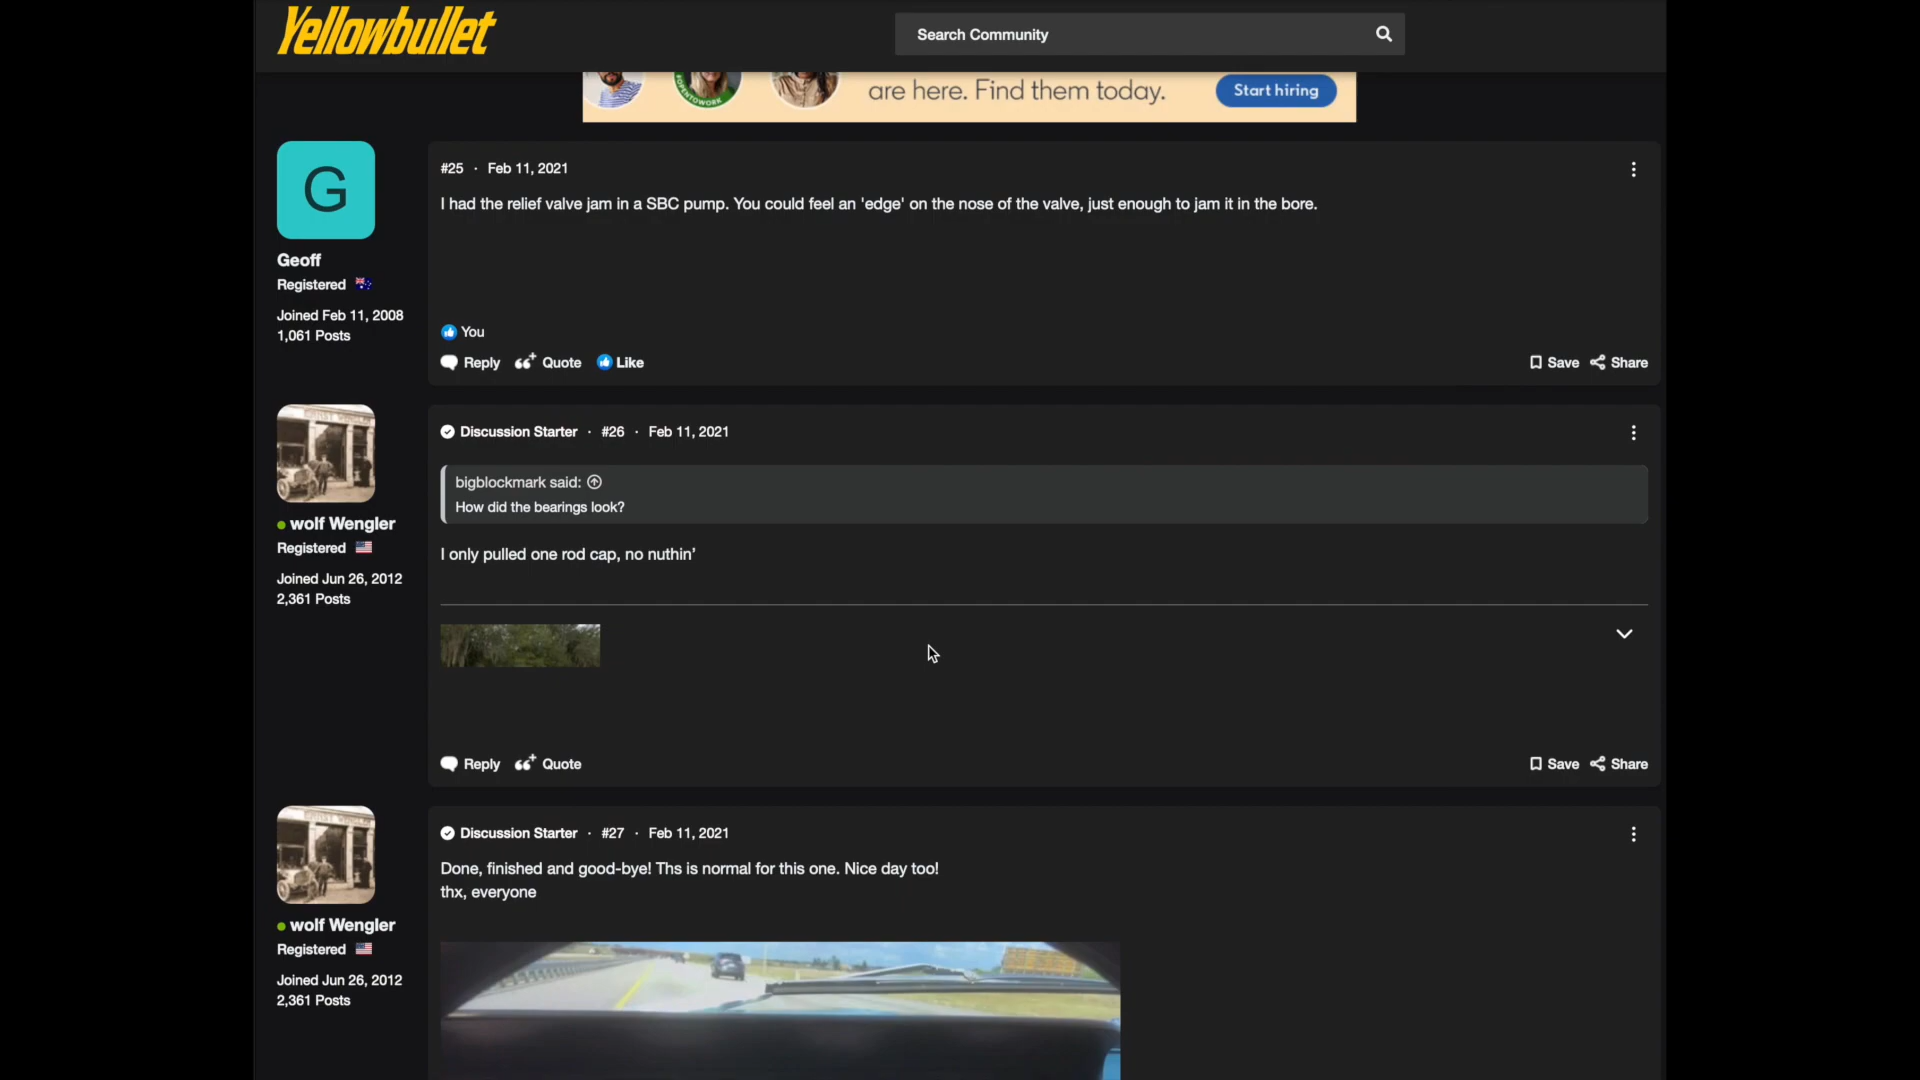 Yellowbullet
Search Community
are here. Find them today.
Start hiring
#OPENTOWORK
G
#25 · Feb 11, 2021
I had the relief valve jam in a SBC pump. You could feel an 'edge' on the nose of the valve, just enough to jam it in the bore.
Geoff
Registered
Joined Feb 11, 2008
1,061 Posts
You
Reply Quote Like Save Share
Discussion Starter · #26 · Feb 11, 2021
bigblockmark said:
How did the bearings look?
wolf Wengler
Registered
Joined Jun 26, 2012
2,361 Posts
I only pulled one rod cap, no nuthin'
Reply Quote Save Share
Discussion Starter · #27 · Feb 11, 2021
Done, finished and good-bye! Ths is normal for this one. Nice day too!
thx, everyone
wolf Wengler
Registered
Joined Jun 26, 2012
2,361 Posts